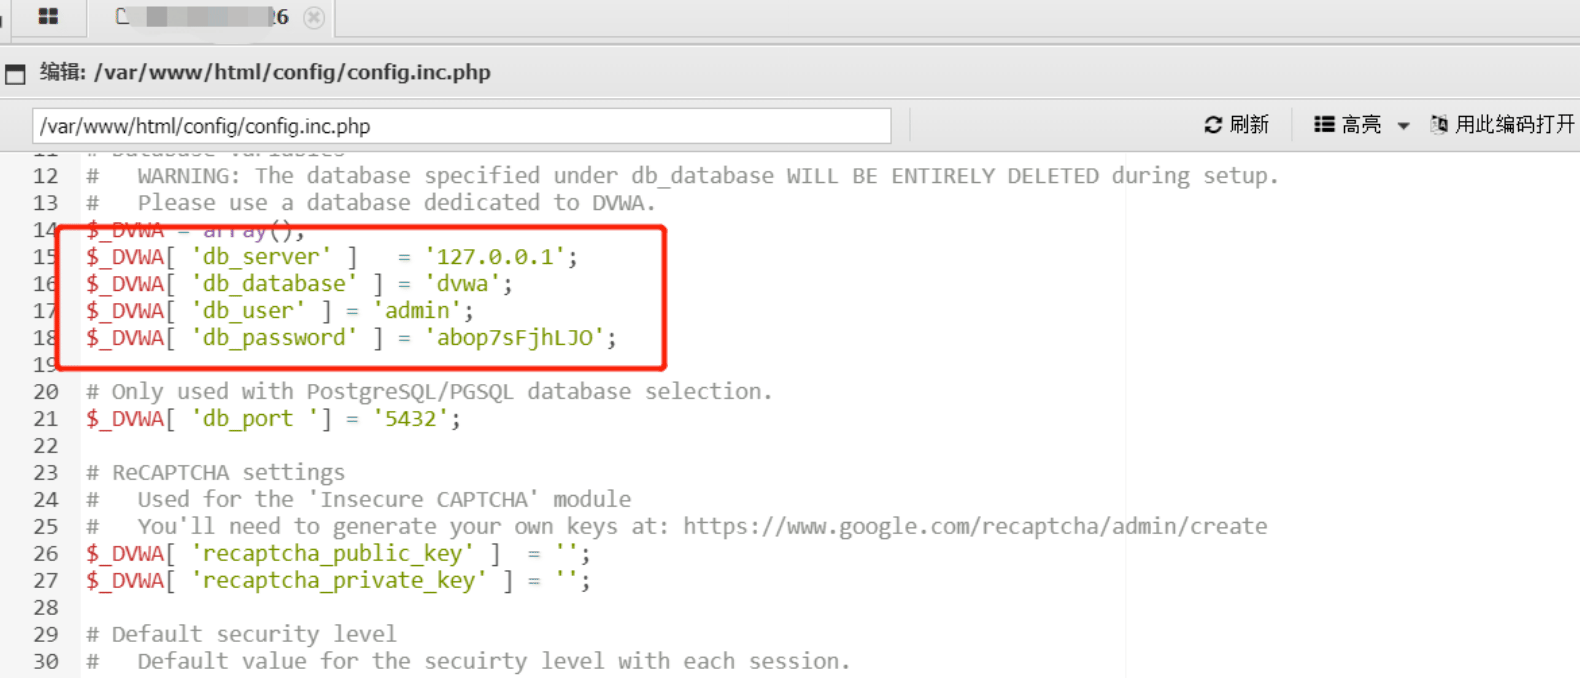 26
编辑: /var/www/html/config/config.inc.php
/var/www/html/config/config.inc.php 刷新 高亮 用此编码打开
11 # Database variables
12 #   WARNING: The database specified under db_database WILL BE ENTIRELY DELETED during setup.
13 #   Please use a database dedicated to DVWA.
14 $_DVWA = array();
15 $_DVWA[ 'db_server' ]   = '127.0.0.1';
16 $_DVWA[ 'db_database' ] = 'dvwa';
17 $_DVWA[ 'db_user' ] = 'admin';
18 $_DVWA[ 'db_password' ] = 'abop7sFjhLJO';
19
20 # Only used with PostgreSQL/PGSQL database selection.
21 $_DVWA[ 'db_port '] = '5432';
22
23 # ReCAPTCHA settings
24 #   Used for the 'Insecure CAPTCHA' module
25 #   You'll need to generate your own keys at: https://www.google.com/recaptcha/admin/create
26 $_DVWA[ 'recaptcha_public_key' ]  = '';
27 $_DVWA[ 'recaptcha_private_key' ] = '';
28
29 # Default security level
30 #   Default value for the secuirty level with each session.